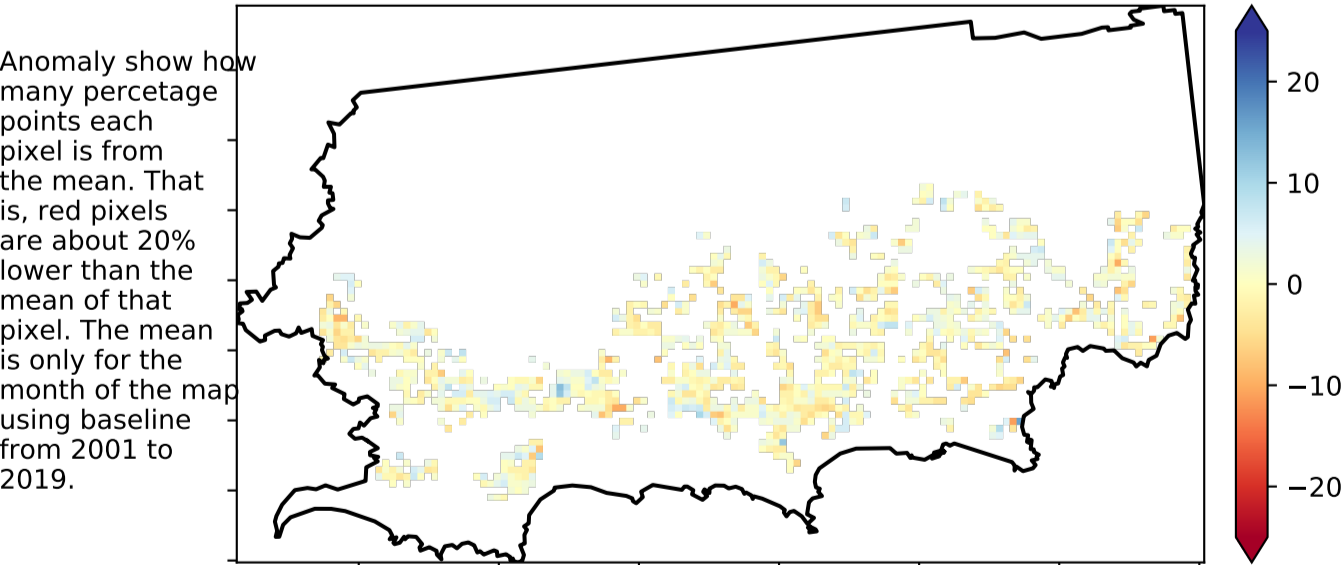 Anomaly show how
many percetage
points each
pixel is from
the mean. That
is, red pixels
are about 20%
lower than the
mean of that
pixel. The mean
is only for the
month of the map
using baseline
from 2001 to
2019.
20
10
0
−10
−20